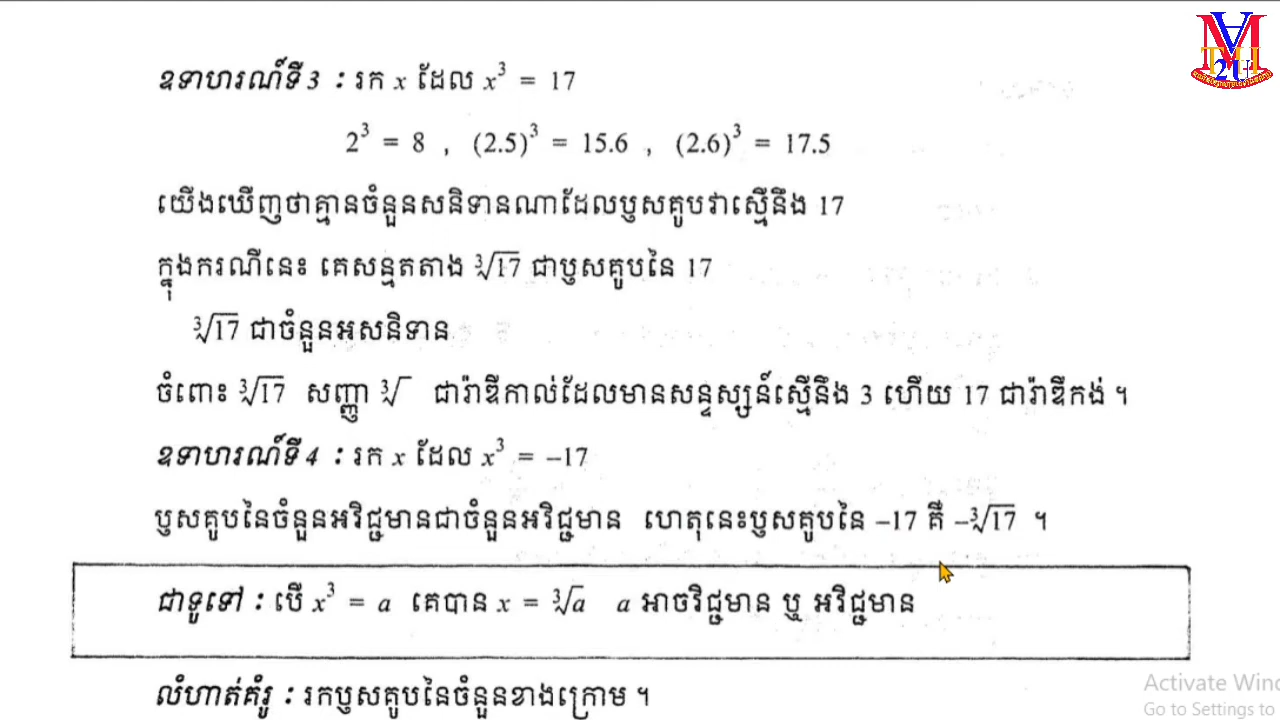 ឧទាហរណ៍ទី 3 : រក x ដែល x³ = 17
2³ = 8 , (2.5)³ = 15.6 , (2.6)³ = 17.5
យើងឃើញថាគ្មានចំនួនសនិទានណាដែលឫសគូបវាស្មើនឹង 17
ក្នុងករណីនេះ គេសន្មតតាង ∛17 ជាឫសគូបនៃ 17
∛17 ជាចំនួនអសនិទាន
ចំពោះ ∛17 សញ្ញា ∛ ជារ៉ាឌីកាល់ដែលមានសន្ទស្សន៍ស្មើនឹង 3 ហើយ 17 ជារ៉ាឌីកង់ ។
ឧទាហរណ៍ទី 4 : រក x ដែល x³ = –17
ឫសគូបនៃចំនួនអវិជ្ជមានជាចំនួនអវិជ្ជមាន ហេតុនេះឫសគូបនៃ –17 គឺ –∛17 ។
ជាទូទៅ : បើ x³ = a គេបាន x = ∛a a អាចវិជ្ជមាន ឬ អវិជ្ជមាន
លំហាត់គំរូ : រកឫសគូបនៃចំនួនខាងក្រោម ។
Activate Wind
Go to Settings to